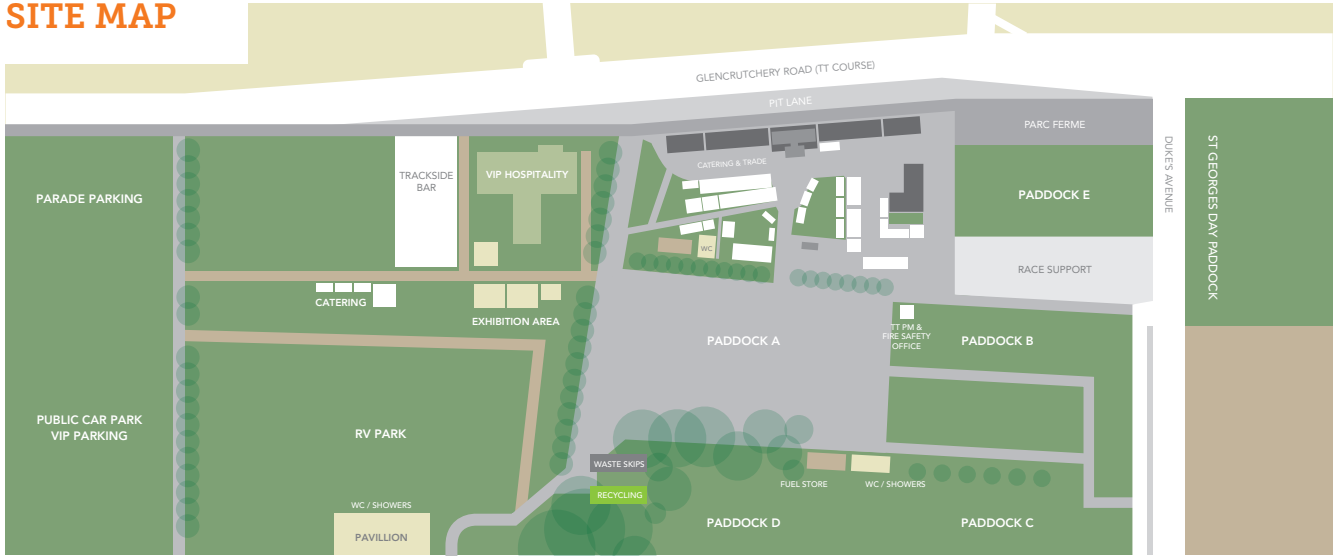 SITE MAP
GLENCRUTCHERY ROAD (TT COURSE)
PIT LANE
PARC FERME
CATERING & TRADE
TRACKSIDE
BAR
VIP HOSPITALITY
PARADE PARKING
PADDOCK E
DUKE'S AVENUE
ST GEORGES DAY PADDOCK
WC
RACE SUPPORT
CATERING
EXHIBITION AREA
PADDOCK A
TT PM &
FIRE SAFETY
OFFICE
PADDOCK B
PUBLIC CAR PARK
VIP PARKING
RV PARK
WASTE SKIPS
FUEL STORE
WC / SHOWERS
RECYCLING
WC / SHOWERS
PAVILLION
PADDOCK D
PADDOCK C